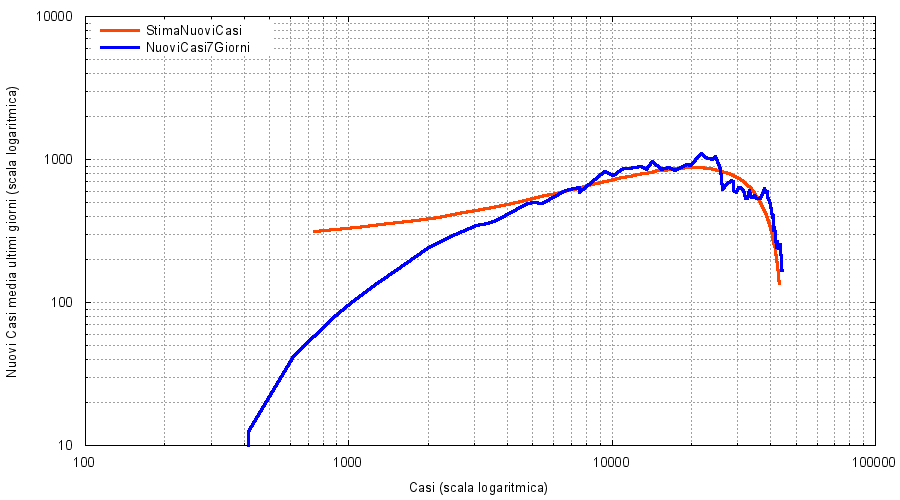 10000
StimaNuoviCasi
NuoviCasi7Giorni
1000
100
10
Nuovi Casi media ultimi giorni (scala logaritmica)
100
1000
10000
100000
Casi (scala logaritmica)